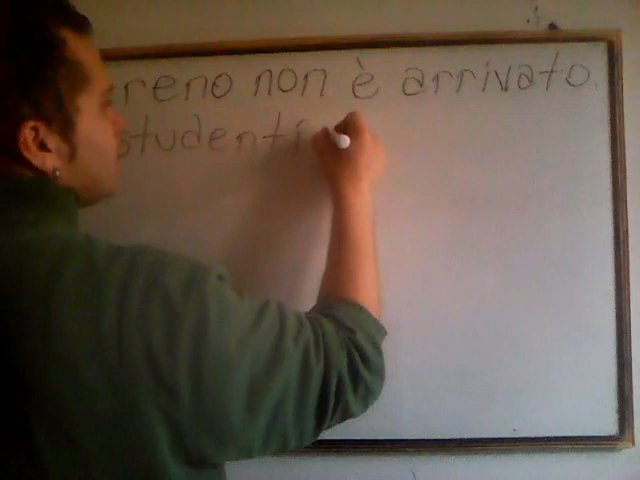 reno non è arrivato.
studenti